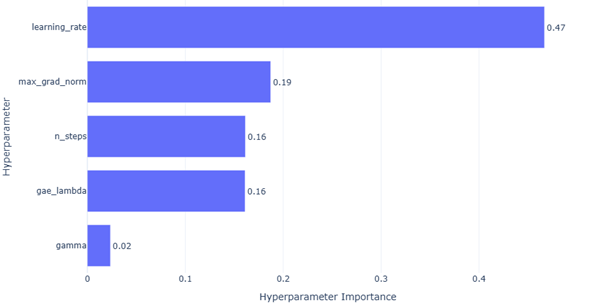 learning_rate 0.47
max_grad_norm 0.19
n_steps 0.16
gae_lambda 0.16
gamma 0.02
0 0.1 0.2 0.3 0.4
Hyperparameter Importance
Hyperparameter